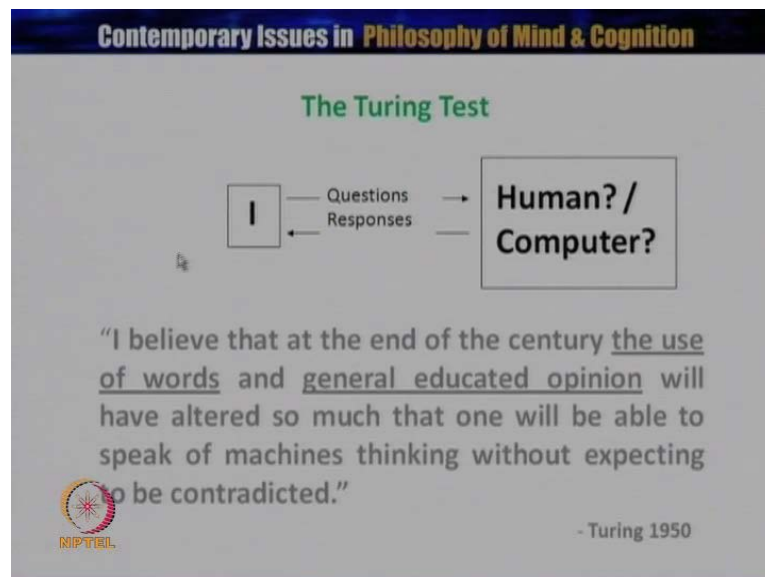 Contemporary Issues in Philosophy of Mind & Cognition
The Turing Test
I
Questions
Responses
Human? /
Computer?
“I believe that at the end of the century the use
of words and general educated opinion will
have altered so much that one will be able to
speak of machines thinking without expecting
to be contradicted.”
- Turing 1950
NPTEL